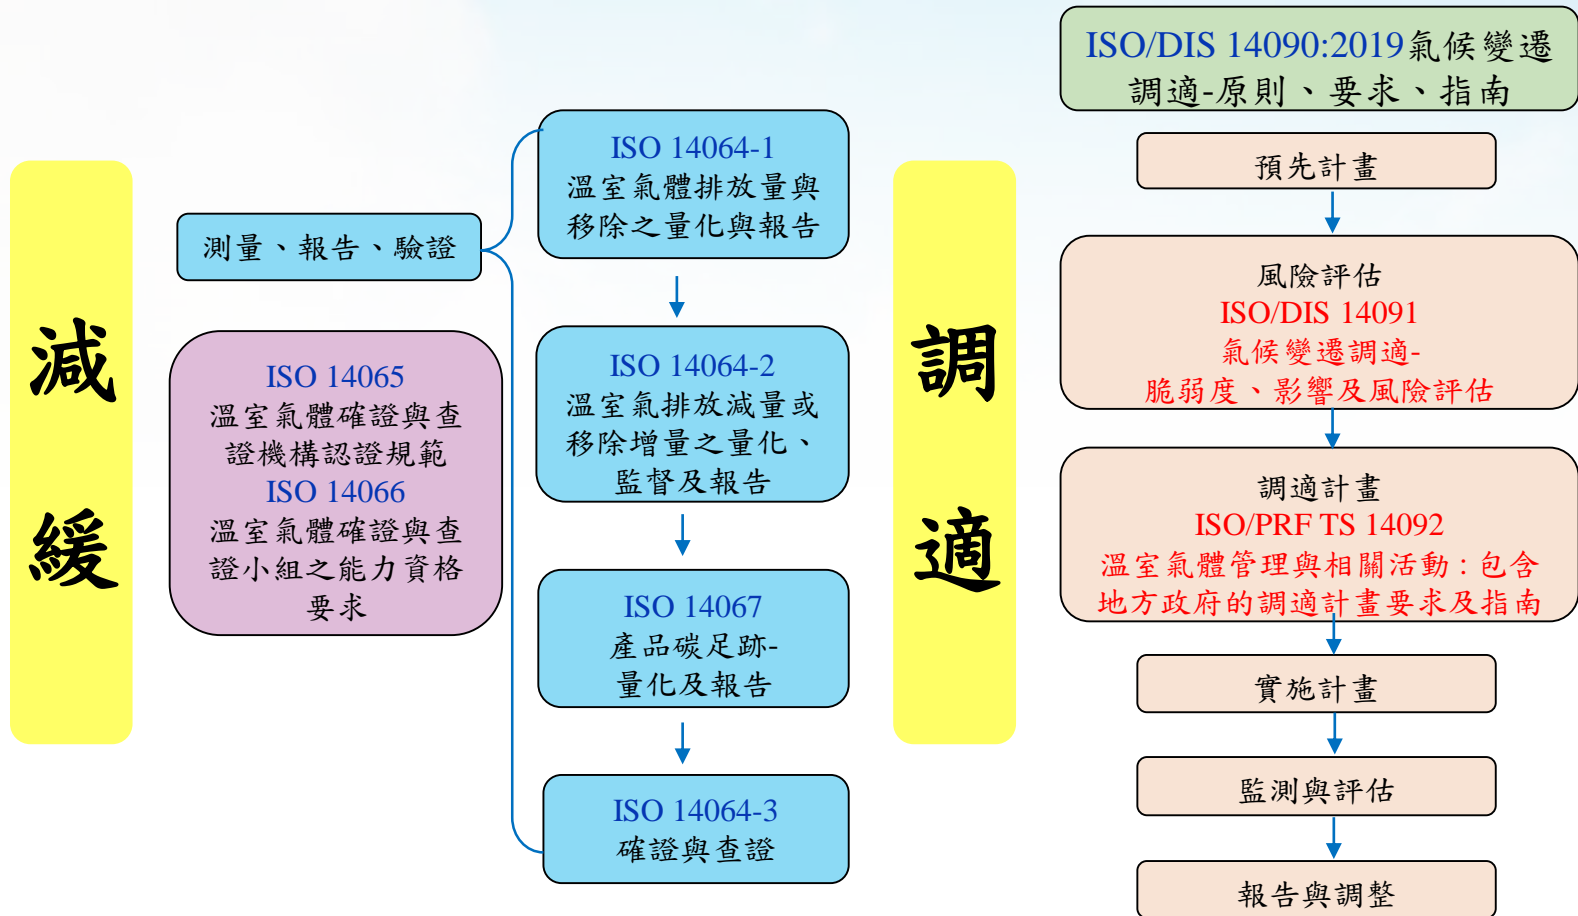 減
緩
測量、報告、驗證
ISO 14065
溫室氣體確證與查
證機構認證規範
ISO 14066
溫室氣體確證與查
證小組之能力資格
要求
ISO 14064-1
溫室氣體排放量與
移除之量化與報告
ISO 14064-2
溫室氣排放減量或
移除增量之量化、
監督及報告
ISO 14067
產品碳足跡-
量化及報告
ISO 14064-3
確證與查證
調
適
ISO/DIS 14090:2019氣候變遷
調適-原則、要求、指南
預先計畫
風險評估
ISO/DIS 14091
氣候變遷調適-
脆弱度、影響及風險評估
調適計畫
ISO/PRF TS 14092
溫室氣體管理與相關活動：包含
地方政府的調適計畫要求及指南
實施計畫
監測與評估
報告與調整